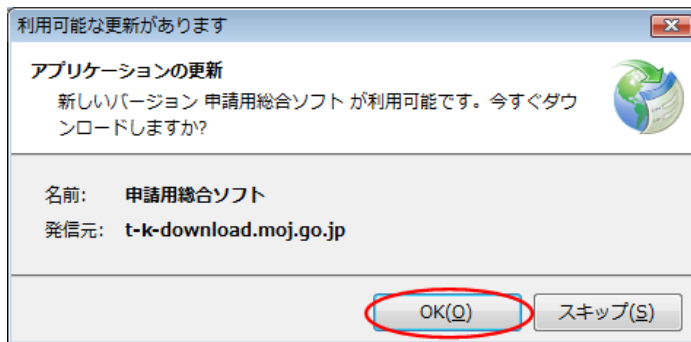 利用可能な更新があります
アプリケーションの更新
新しいバージョン 申請用総合ソフト が利用可能です。今すぐダウ
ンロードしますか?
名前: 申請用総合ソフト
発信元: t-k-download.moj.go.jp
OK(O) スキップ(S)